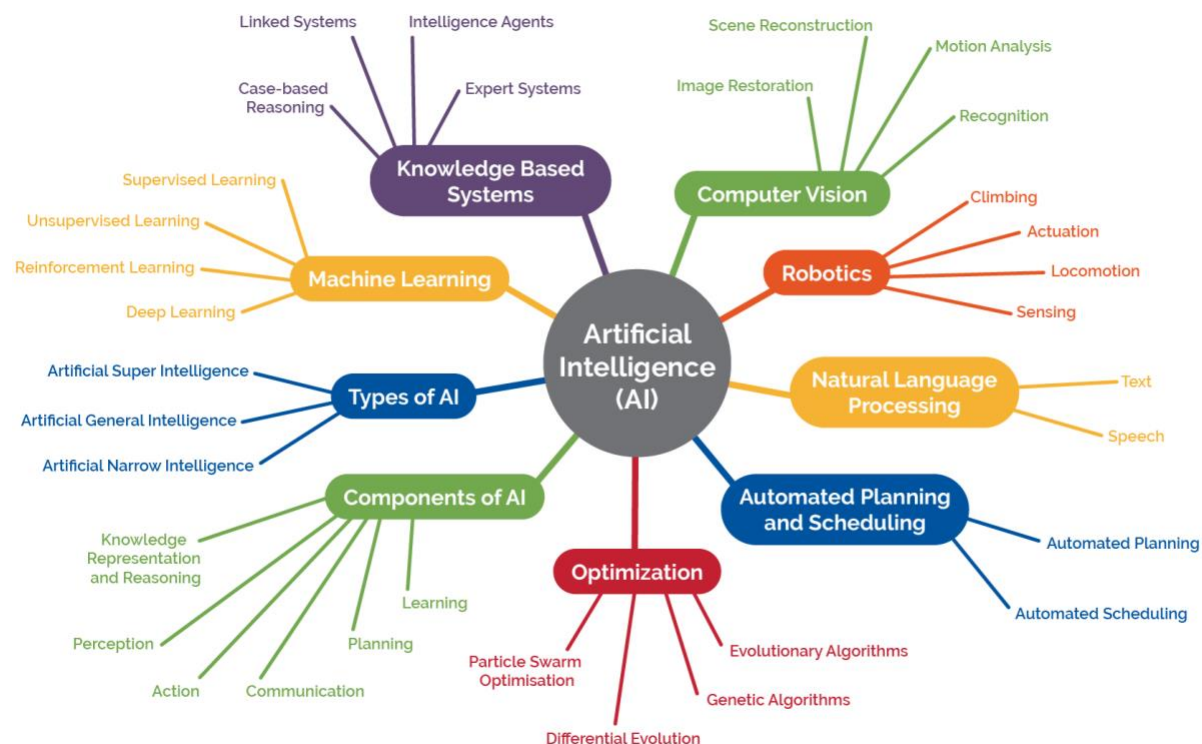 Linked Systems
Intelligence Agents
Case-based
Reasoning
Expert Systems
Knowledge Based
Systems
Scene Reconstruction
Motion Analysis
Image Restoration
Recognition
Computer Vision
Supervised Learning
Unsupervised Learning
Reinforcement Learning
Deep Learning
Machine Learning
Climbing
Actuation
Locomotion
Sensing
Robotics
Artificial
Intelligence
(AI)
Artificial Super Intelligence
Artificial General Intelligence
Artificial Narrow Intelligence
Types of AI
Natural Language
Processing
Text
Speech
Components of AI
Knowledge
Representation
and Reasoning
Perception
Action
Communication
Planning
Learning
Optimization
Particle Swarm
Optimisation
Differential Evolution
Genetic Algorithms
Evolutionary Algorithms
Automated Planning
and Scheduling
Automated Planning
Automated Scheduling